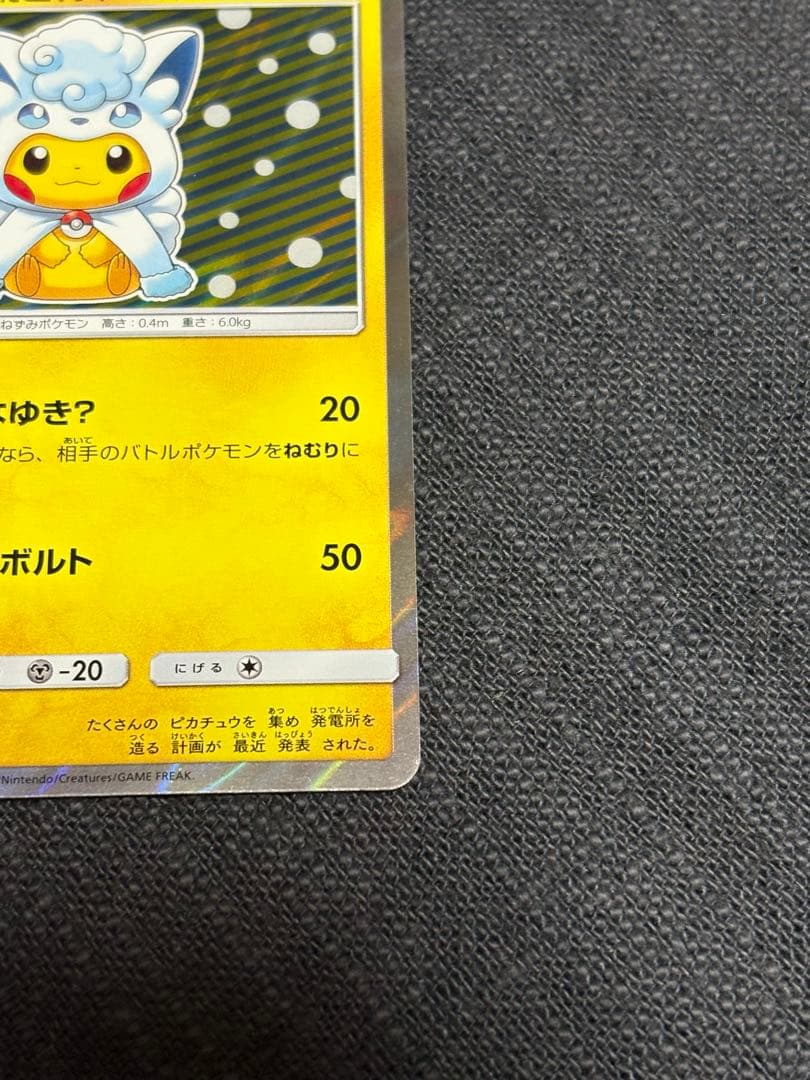 ねずみポケモン 高さ：0.4m 重さ：6.0kg
ゆき？ 20
なら、相手のバトルポケモンをねむりに
ボルト 50
-20 にげる
たくさんの ピカチュウを 集め 発電所を
造る 計画が 最近 発表 された。
Nintendo/Creatures/GAME FREAK.